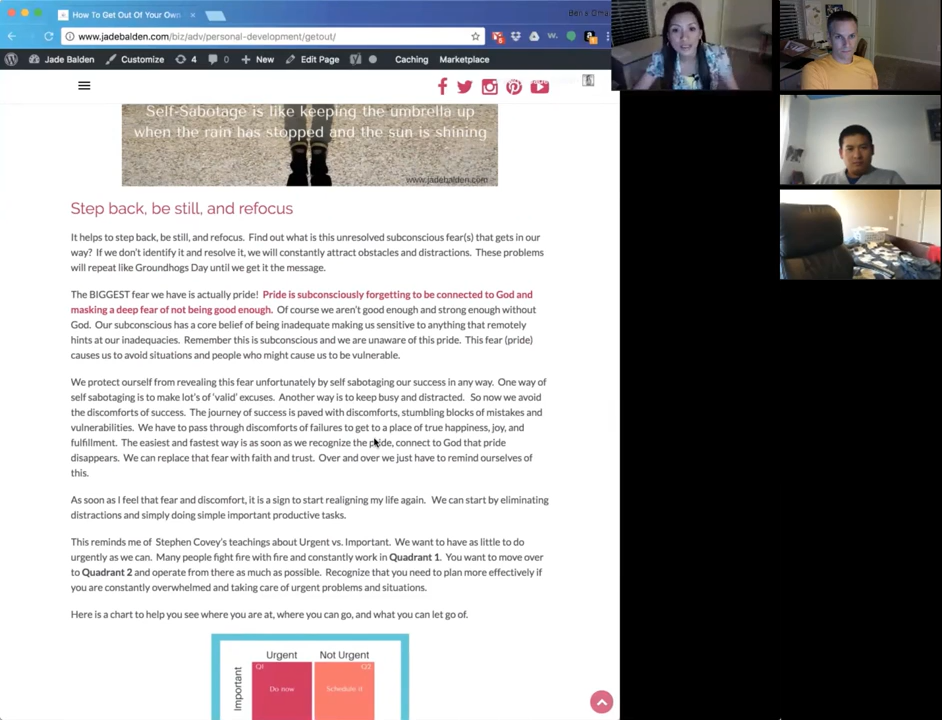 How To Get Out Of Your Own
www.jadebalden.com/biz/adv/personal-development/getout/
Jade Balden Customize 4 0 New Edit Page Caching Marketplace
Self-Sabotage is like keeping the umbrella up
when the rain has stopped and the sun is shining
www.jadebalden.com
Step back, be still, and refocus
It helps to step back, be still, and refocus. Find out what is this unresolved subconscious fear(s) that gets in our
way? If we don't identify it and resolve it, we will constantly attract obstacles and distractions. These problems
will repeat like Groundhogs Day until we get it the message.
The BIGGEST fear we have is actually pride! Pride is subconsciously forgetting to be connected to God and
masking a deep fear of not being good enough. Of course we aren't good enough and strong enough without
God. Our subconscious has a core belief of being inadequate making us sensitive to anything that remotely
hints at our inadequacies. Remember this is subconscious and we are unaware of this pride. This fear (pride)
causes us to avoid situations and people who might cause us to be vulnerable.
We protect ourself from revealing this fear unfortunately by self sabotaging our success in any way. One way of
self sabotaging is to make lot's of 'valid' excuses. Another way is to keep busy and distracted. So now we avoid
the discomforts of success. The journey of success is paved with discomforts, stumbling blocks of mistakes and
vulnerabilities. We have to pass through discomforts of failures to get to a place of true happiness, joy, and
fulfillment. The easiest and fastest way is as soon as we recognize the pride, connect to God that pride
disappears. We can replace that fear with faith and trust. Over and over we just have to remind ourselves of
this.
As soon as I feel that fear and discomfort, it is a sign to start realigning my life again. We can start by eliminating
distractions and simply doing simple important productive tasks.
This reminds me of Stephen Covey's teachings about Urgent vs. Important. We want to have as little to do
urgently as we can. Many people fight fire with fire and constantly work in Quadrant 1. You want to move over
to Quadrant 2 and operate from there as much as possible. Recognize that you need to plan more effectively if
you are constantly overwhelmed and taking care of urgent problems and situations.
Here is a chart to help you see where you are at, where you can go, and what you can let go of.
Urgent Not Urgent
Q1 Q2
Important
Do now Schedule it